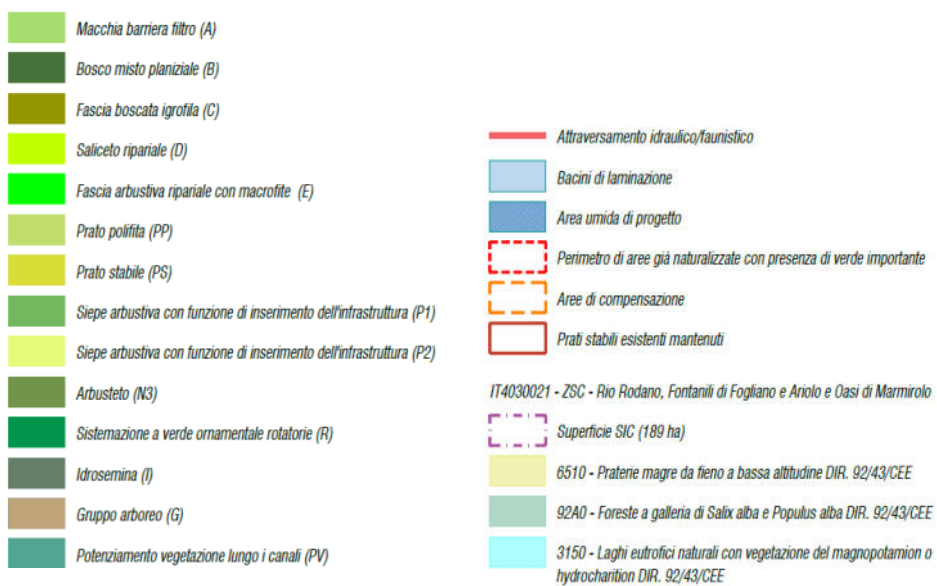 Macchia barriera filtro (A)
Bosco misto planiziale (B)
Fascia boscata igrofila (C)
Saliceto ripariale (D)
Fascia arbustiva ripariale con macrofite (E)
Prato polifita (PP)
Prato stabile (PS)
Siepe arbustiva con funzione di inserimento dell'infrastruttura (P1)
Siepe arbustiva con funzione di inserimento dell'infrastruttura (P2)
Arbusteto (N3)
Sistemazione a verde ornamentale rotatorie (R)
Idrosemina (I)
Gruppo arboreo (G)
Potenziamento vegetazione lungo i canali (PV)
Attraversamento idraulico/faunistico
Bacini di laminazione
Area umida di progetto
Perimetro di aree già naturalizzate con presenza di verde importante
Aree di compensazione
Prati stabili esistenti mantenuti
IT4030021 - ZSC - Rio Rodano, Fontanili di Fogliano e Ariolo e Oasi di Marmirolo
Superficie SIC (189 ha)
6510 - Praterie magre da fieno a bassa altitudine DIR. 92/43/CEE
92A0 - Foreste a galleria di Salix alba e Populus alba DIR. 92/43/CEE
3150 - Laghi eutrofici naturali con vegetazione del magnopotamion o
hydrocharition DIR. 92/43/CEE